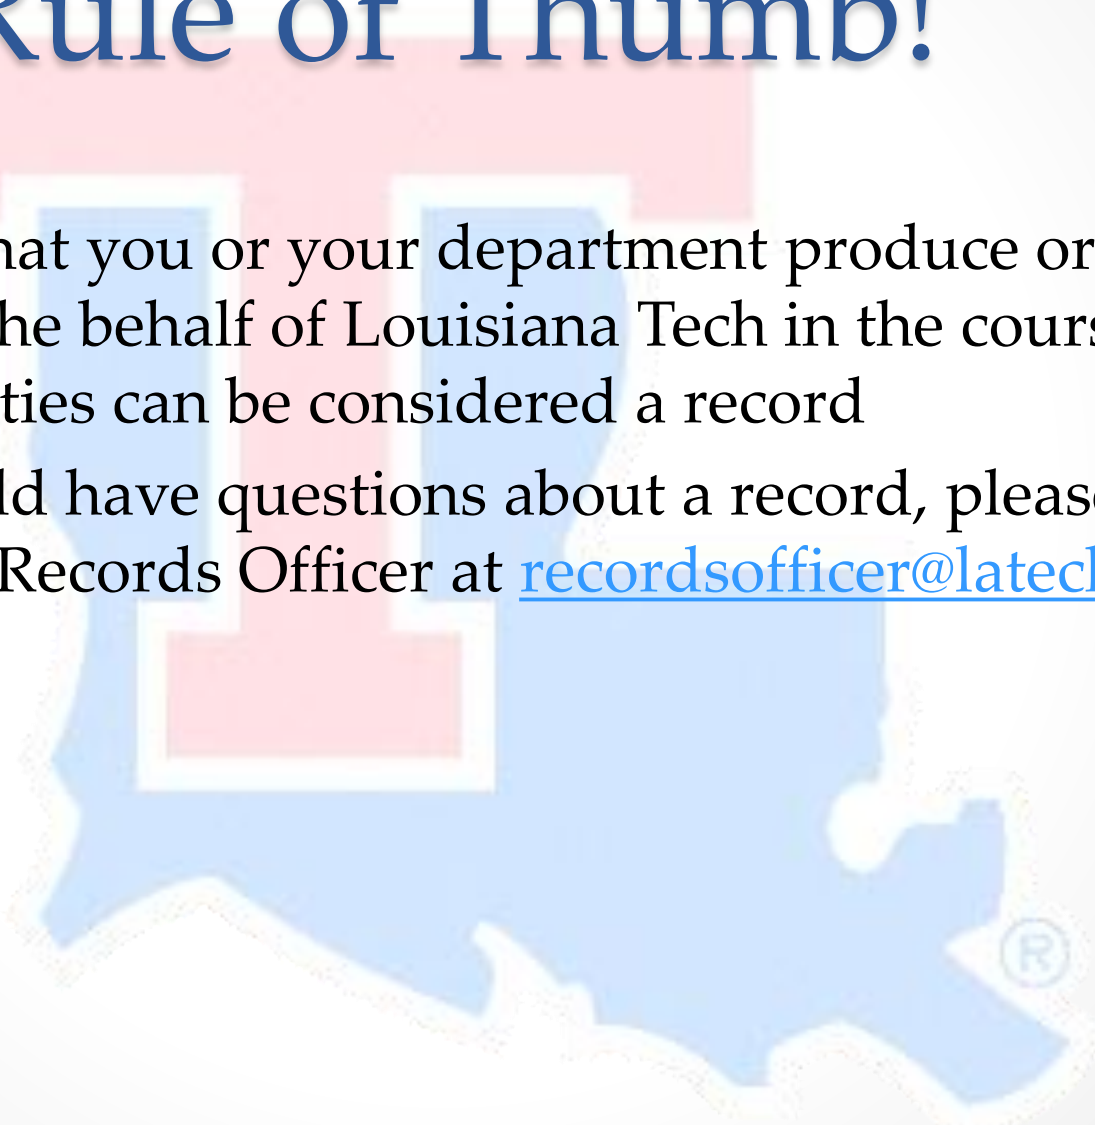 Rule of Thumb!
hat you or your department produce or
he behalf of Louisiana Tech in the cours
ties can be considered a record
ld have questions about a record, please
Records Officer at recordsofficer@latech
®